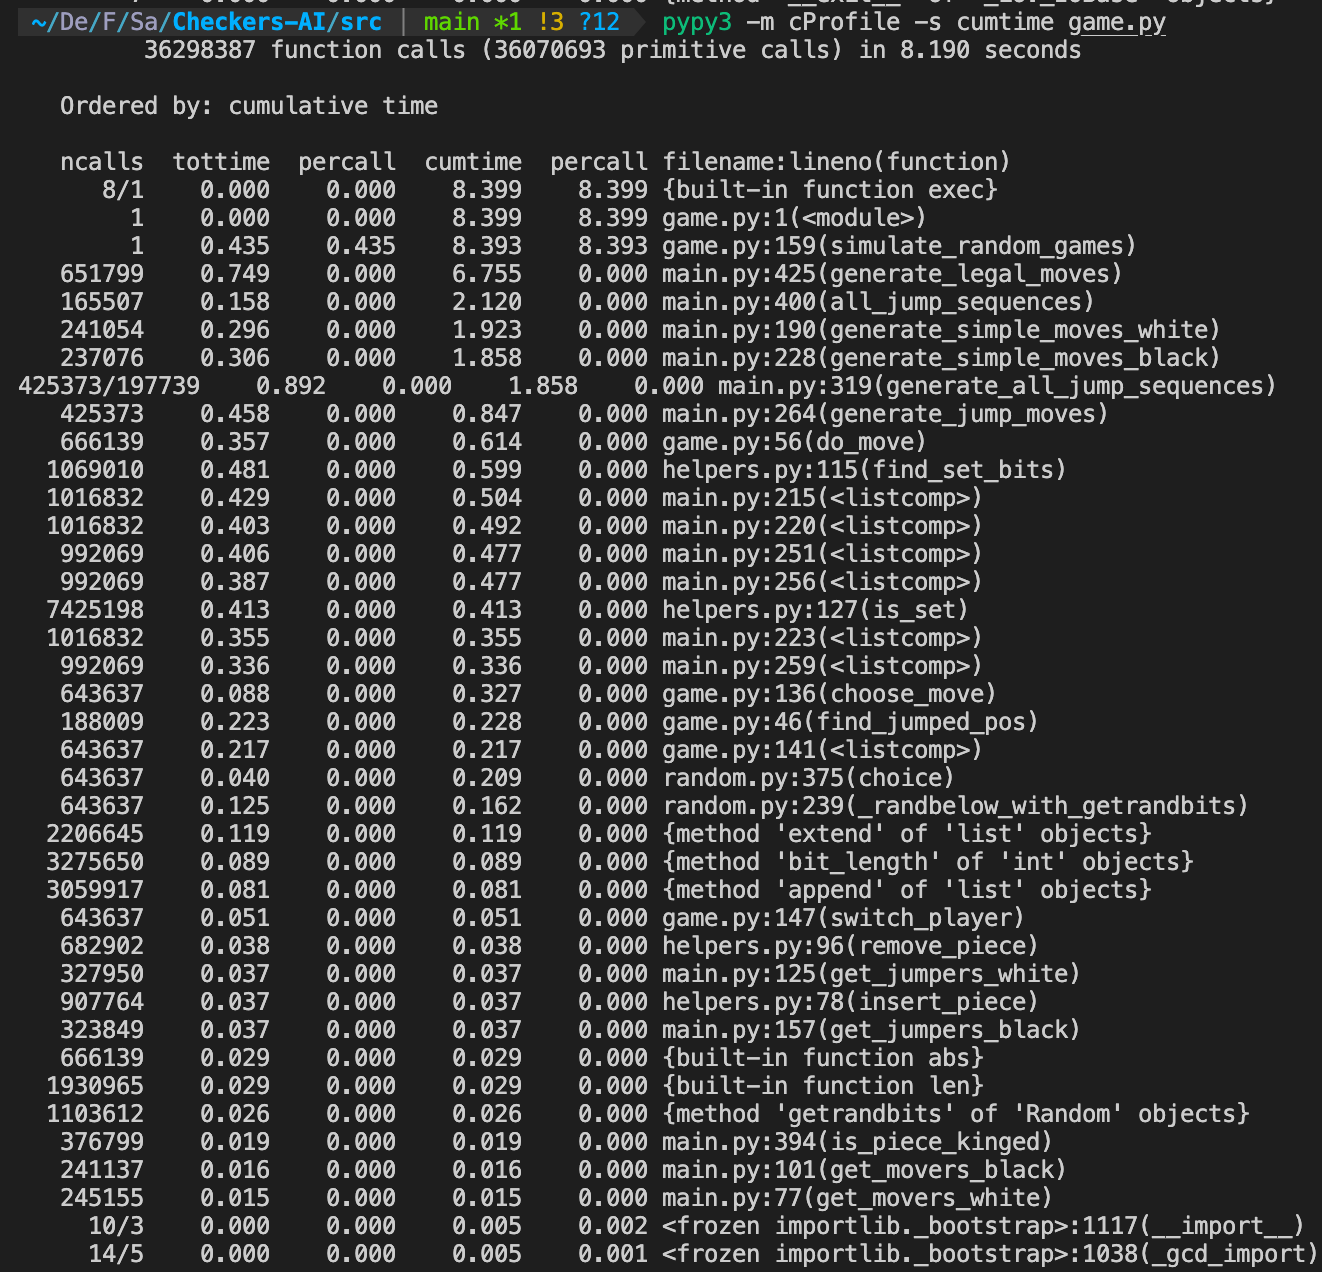 ~/De/F/Sa/Checkers-AI/src | main *1 !3 ?12 pypy3 -m cProfile -s cumtime game.py
36298387 function calls (36070693 primitive calls) in 8.190 seconds
Ordered by: cumulative time
ncalls tottime percall cumtime percall filename:lineno(function)
8/1 0.000 0.000 8.399 8.399 {built-in function exec}
1 0.000 0.000 8.399 8.399 game.py:1(<module>)
1 0.435 0.435 8.393 8.393 game.py:159(simulate_random_games)
651799 0.749 0.000 6.755 0.000 main.py:425(generate_legal_moves)
165507 0.158 0.000 2.120 0.000 main.py:400(all_jump_sequences)
241054 0.296 0.000 1.923 0.000 main.py:190(generate_simple_moves_white)
237076 0.306 0.000 1.858 0.000 main.py:228(generate_simple_moves_black)
425373/197739 0.892 0.000 1.858 0.000 main.py:319(generate_all_jump_sequences)
425373 0.458 0.000 0.847 0.000 main.py:264(generate_jump_moves)
666139 0.357 0.000 0.614 0.000 game.py:56(do_move)
1069010 0.481 0.000 0.599 0.000 helpers.py:115(find_set_bits)
1016832 0.429 0.000 0.504 0.000 main.py:215(<listcomp>)
1016832 0.403 0.000 0.492 0.000 main.py:220(<listcomp>)
992069 0.406 0.000 0.477 0.000 main.py:251(<listcomp>)
992069 0.387 0.000 0.477 0.000 main.py:256(<listcomp>)
7425198 0.413 0.000 0.413 0.000 helpers.py:127(is_set)
1016832 0.355 0.000 0.355 0.000 main.py:223(<listcomp>)
992069 0.336 0.000 0.336 0.000 main.py:259(<listcomp>)
643637 0.088 0.000 0.327 0.000 game.py:136(choose_move)
188009 0.223 0.000 0.228 0.000 game.py:46(find_jumped_pos)
643637 0.217 0.000 0.217 0.000 game.py:141(<listcomp>)
643637 0.040 0.000 0.209 0.000 random.py:375(choice)
643637 0.125 0.000 0.162 0.000 random.py:239(_randbelow_with_getrandbits)
2206645 0.119 0.000 0.119 0.000 {method 'extend' of 'list' objects}
3275650 0.089 0.000 0.089 0.000 {method 'bit_length' of 'int' objects}
3059917 0.081 0.000 0.081 0.000 {method 'append' of 'list' objects}
643637 0.051 0.000 0.051 0.000 game.py:147(switch_player)
682902 0.038 0.000 0.038 0.000 helpers.py:96(remove_piece)
327950 0.037 0.000 0.037 0.000 main.py:125(get_jumpers_white)
907764 0.037 0.000 0.037 0.000 helpers.py:78(insert_piece)
323849 0.037 0.000 0.037 0.000 main.py:157(get_jumpers_black)
666139 0.029 0.000 0.029 0.000 {built-in function abs}
1930965 0.029 0.000 0.029 0.000 {built-in function len}
1103612 0.026 0.000 0.026 0.000 {method 'getrandbits' of 'Random' objects}
376799 0.019 0.000 0.019 0.000 main.py:394(is_piece_kinged)
241137 0.016 0.000 0.016 0.000 main.py:101(get_movers_black)
245155 0.015 0.000 0.015 0.000 main.py:77(get_movers_white)
10/3 0.000 0.000 0.005 0.002 <frozen importlib._bootstrap>:1117(__import__)
14/5 0.000 0.000 0.005 0.001 <frozen importlib._bootstrap>:1038(_gcd_import)